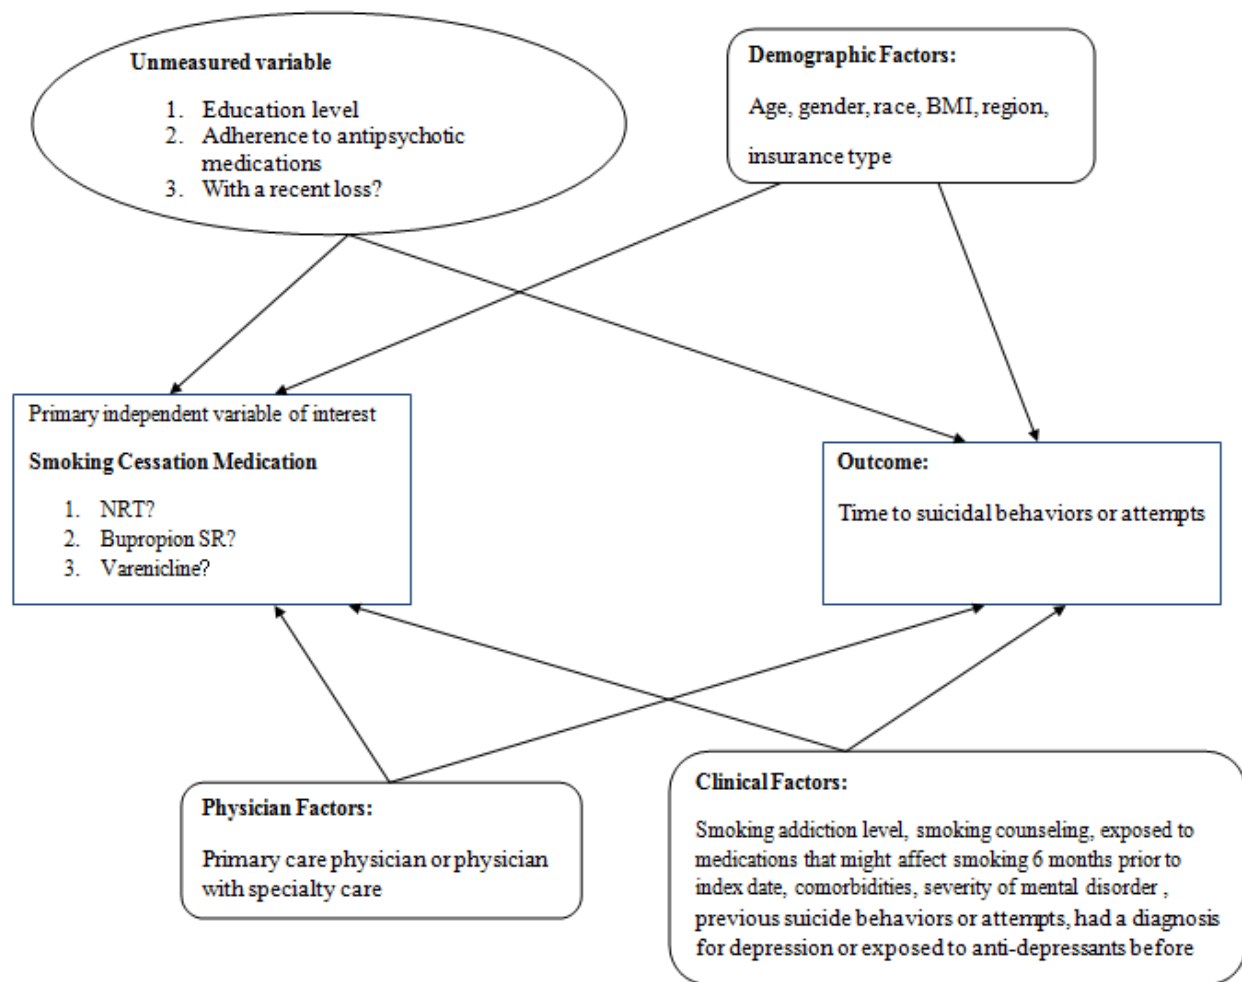 Unmeasured variable
1. Education level
2. Adherence to antipsychotic
medications
3. With a recent loss?
Demographic Factors:
Age, gender, race, BMI, region,
insurance type
Primary independent variable of interest
Smoking Cessation Medication
1. NRT?
2. Bupropion SR?
3. Varenicline?
Outcome:
Time to suicidal behaviors or attempts
Physician Factors:
Primary care physician or physician
with specialty care
Clinical Factors:
Smoking addiction level, smoking counseling, exposed to
medications that might affect smoking 6 months prior to
index date, comorbidities, severity of mental disorder ,
previous suicide behaviors or attempts, had a diagnosis
for depression or exposed to anti-depressants before